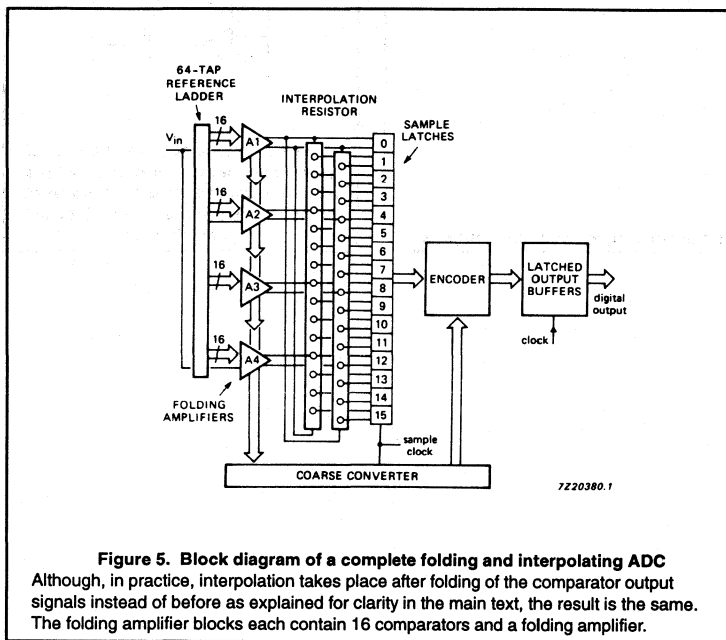 64-TAP
REFERENCE
LADDER
INTERPOLATION
RESISTOR
SAMPLE
LATCHES
Vin
16
A1
16
A2
16
A3
16
A4
0
1
2
3
4
5
6
7
8
9
10
11
12
13
14
15
ENCODER
LATCHED
OUTPUT
BUFFERS
digital
output
clock
FOLDING
AMPLIFIERS
sample
clock
COARSE CONVERTER
7Z20380.1
Figure 5. Block diagram of a complete folding and interpolating ADC
Although, in practice, interpolation takes place after folding of the comparator output
signals instead of before as explained for clarity in the main text, the result is the same.
The folding amplifier blocks each contain 16 comparators and a folding amplifier.